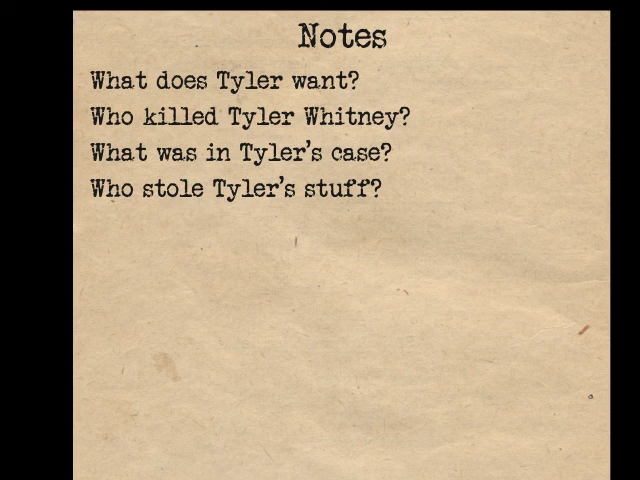 Notes
What does Tyler want?
Who killed Tyler Whitney?
What was in Tyler's case?
Who stole Tyler's stuff?